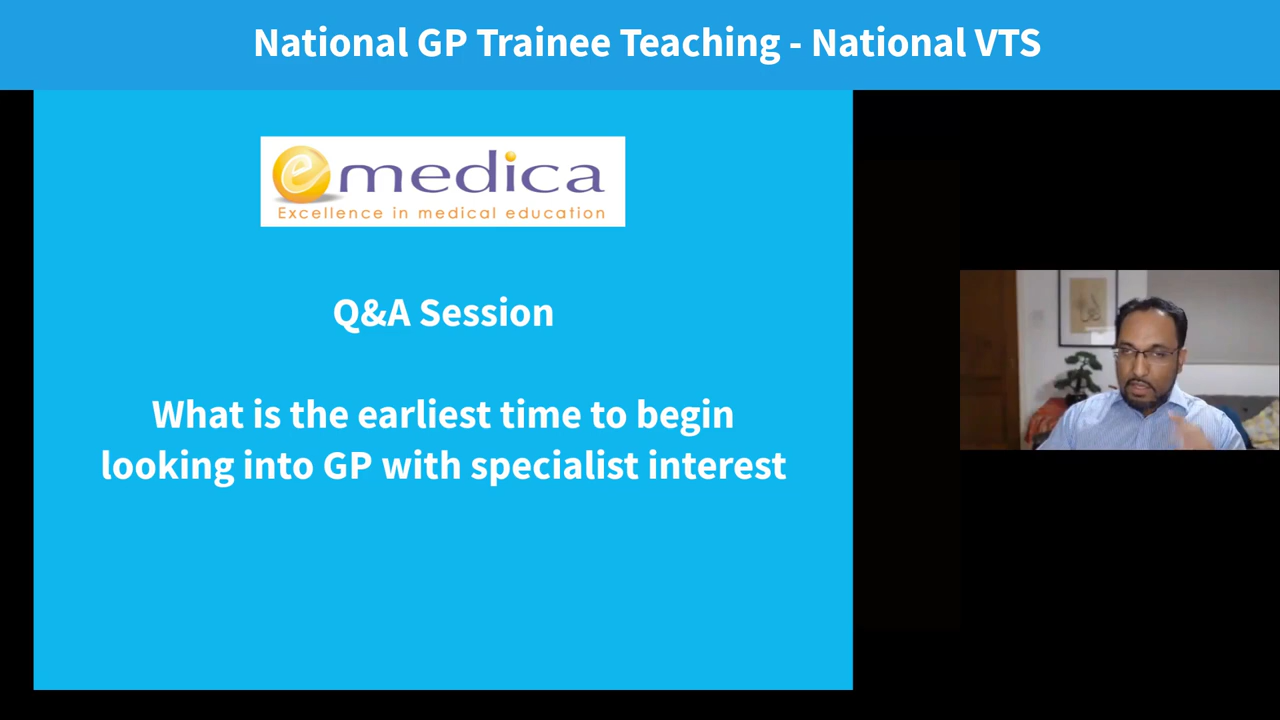 National GP Trainee Teaching - National VTS
emedica
Excellence in medical education
Q&A Session
What is the earliest time to begin
looking into GP with specialist interest